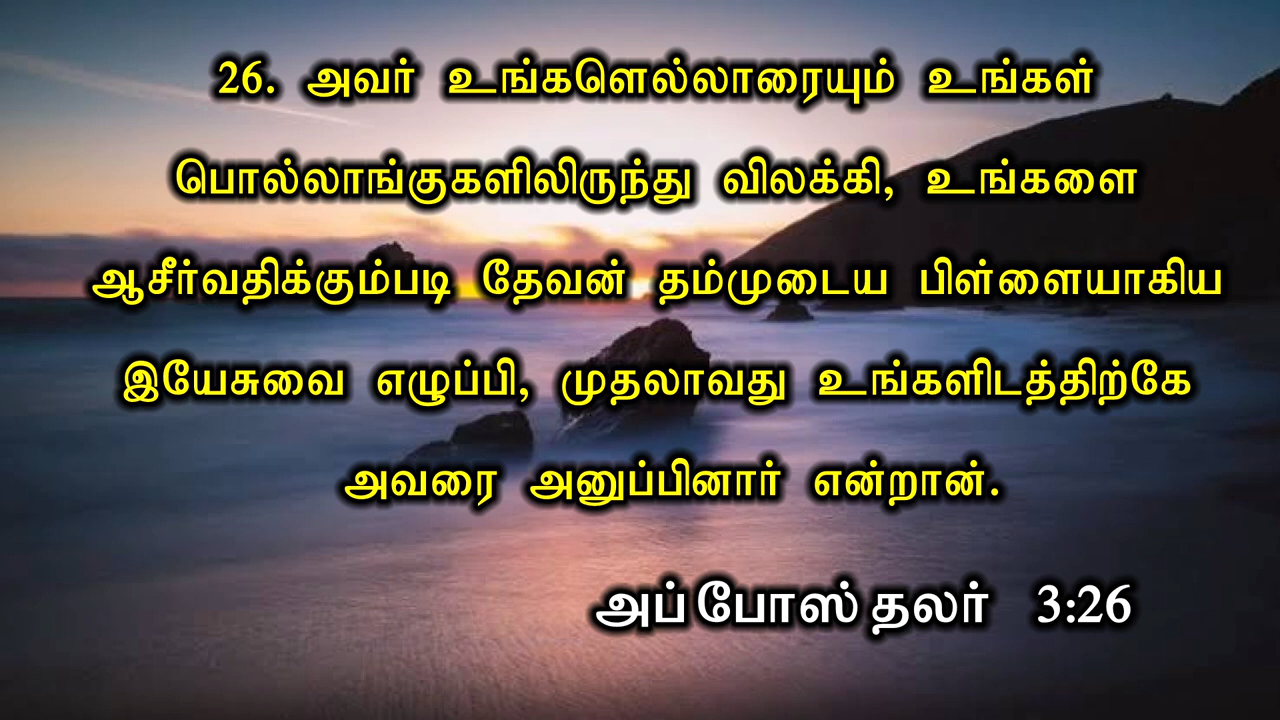 26. அவர் உங்களெல்லாரையும் உங்கள்
பொல்லாங்குகளிலிருந்து விலக்கி, உங்களை
ஆசீர்வதிக்கும்படி தேவன் தம்முடைய பிள்ளையாகிய
இயேசுவை எழுப்பி, முதலாவது உங்களிடத்திற்கே
அவரை அனுப்பினார் என்றான்.
அப்போஸ்தலர் 3:26